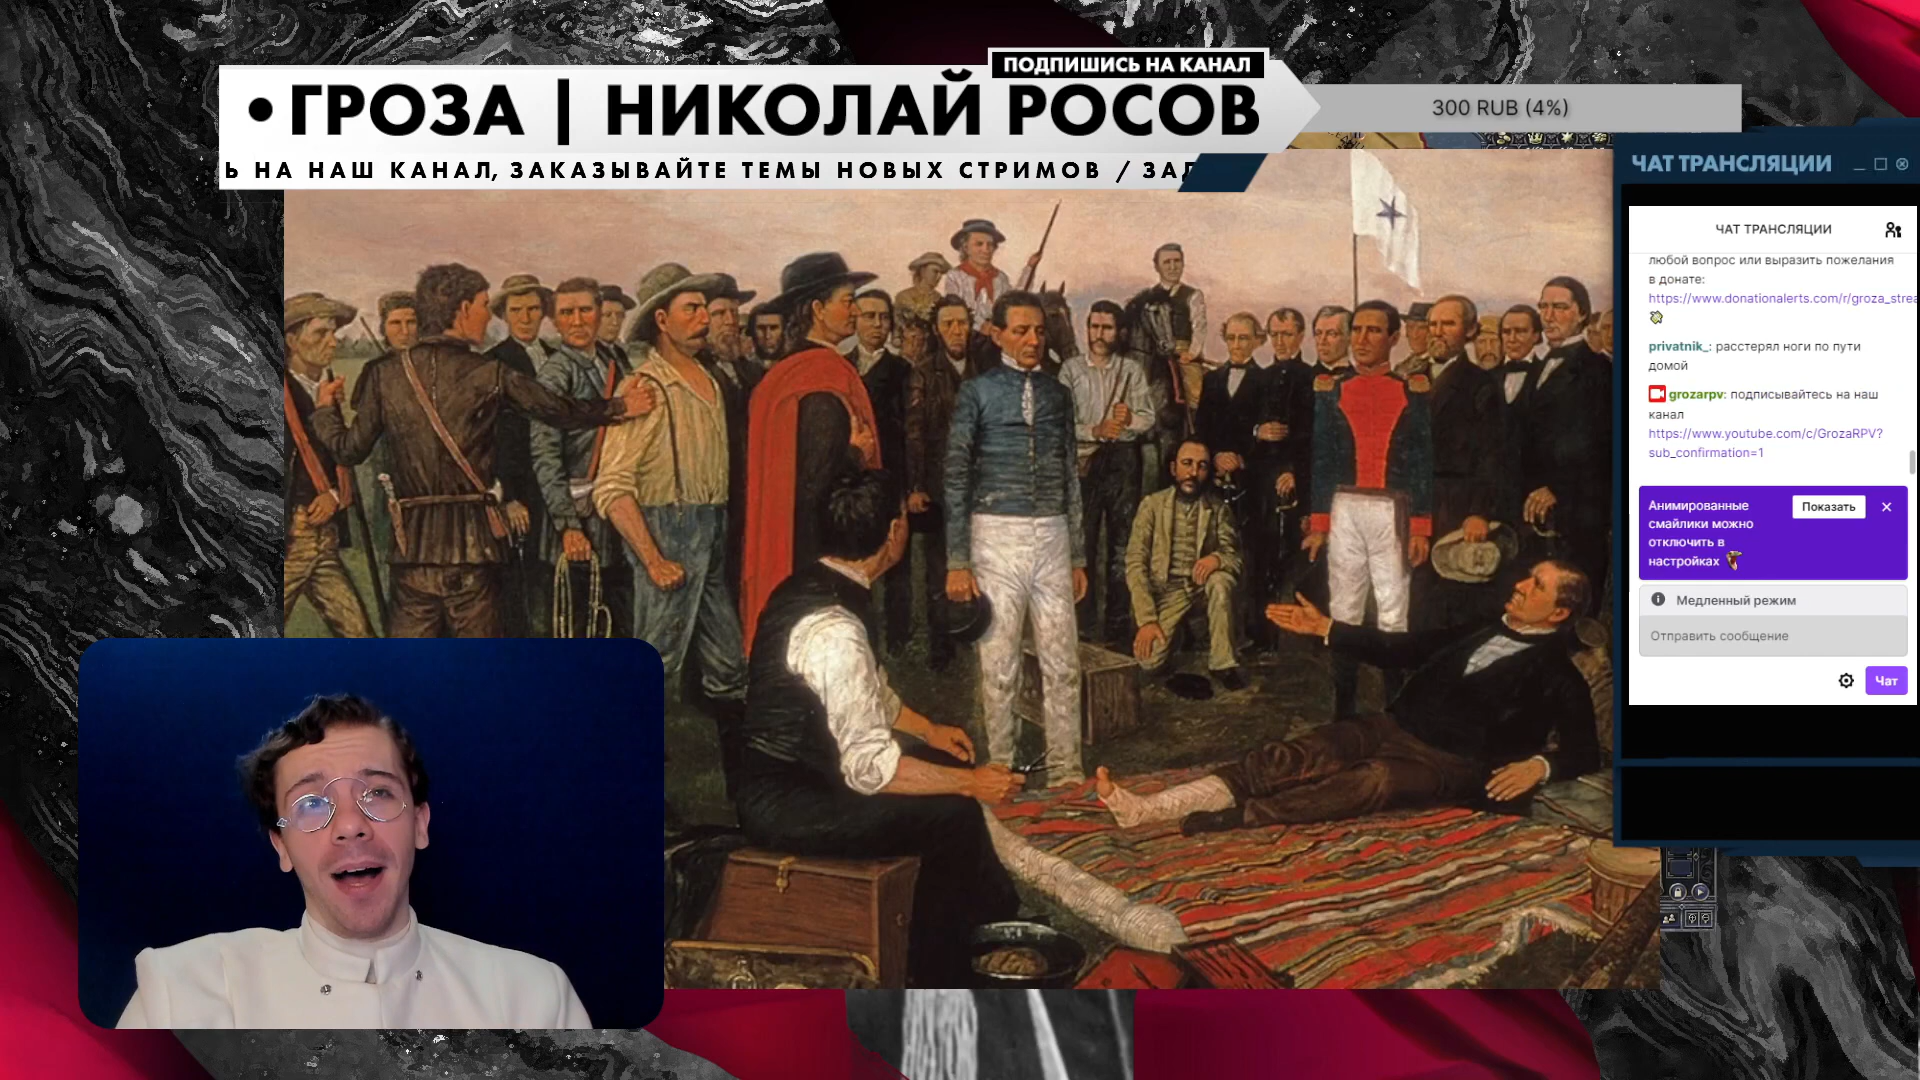 ПОДПИШИСЬ НА КАНАЛ
• ГРОЗА | НИКОЛАЙ РОСОВ
300 RUB (4%)
Ь НА НАШ КАНАЛ, ЗАКАЗЫВАЙТЕ ТЕМЫ НОВЫХ СТРИМОВ / ЗА
ЧАТ ТРАНСЛЯЦИИ
ЧАТ ТРАНСЛЯЦИИ
любой вопрос или выразить пожелания
в донате:
https://www.donationalerts.com/r/groza_strea
privatnik_: расстерял ноги по пути
домой
grozarpv: подписывайтесь на наш
канал
https://www.youtube.com/c/GrozaRPV?
sub_confirmation=1
Анимированные
смайлики можно
отключить в
настройках
Показать
Медленный режим
Отправить сообщение
Чат